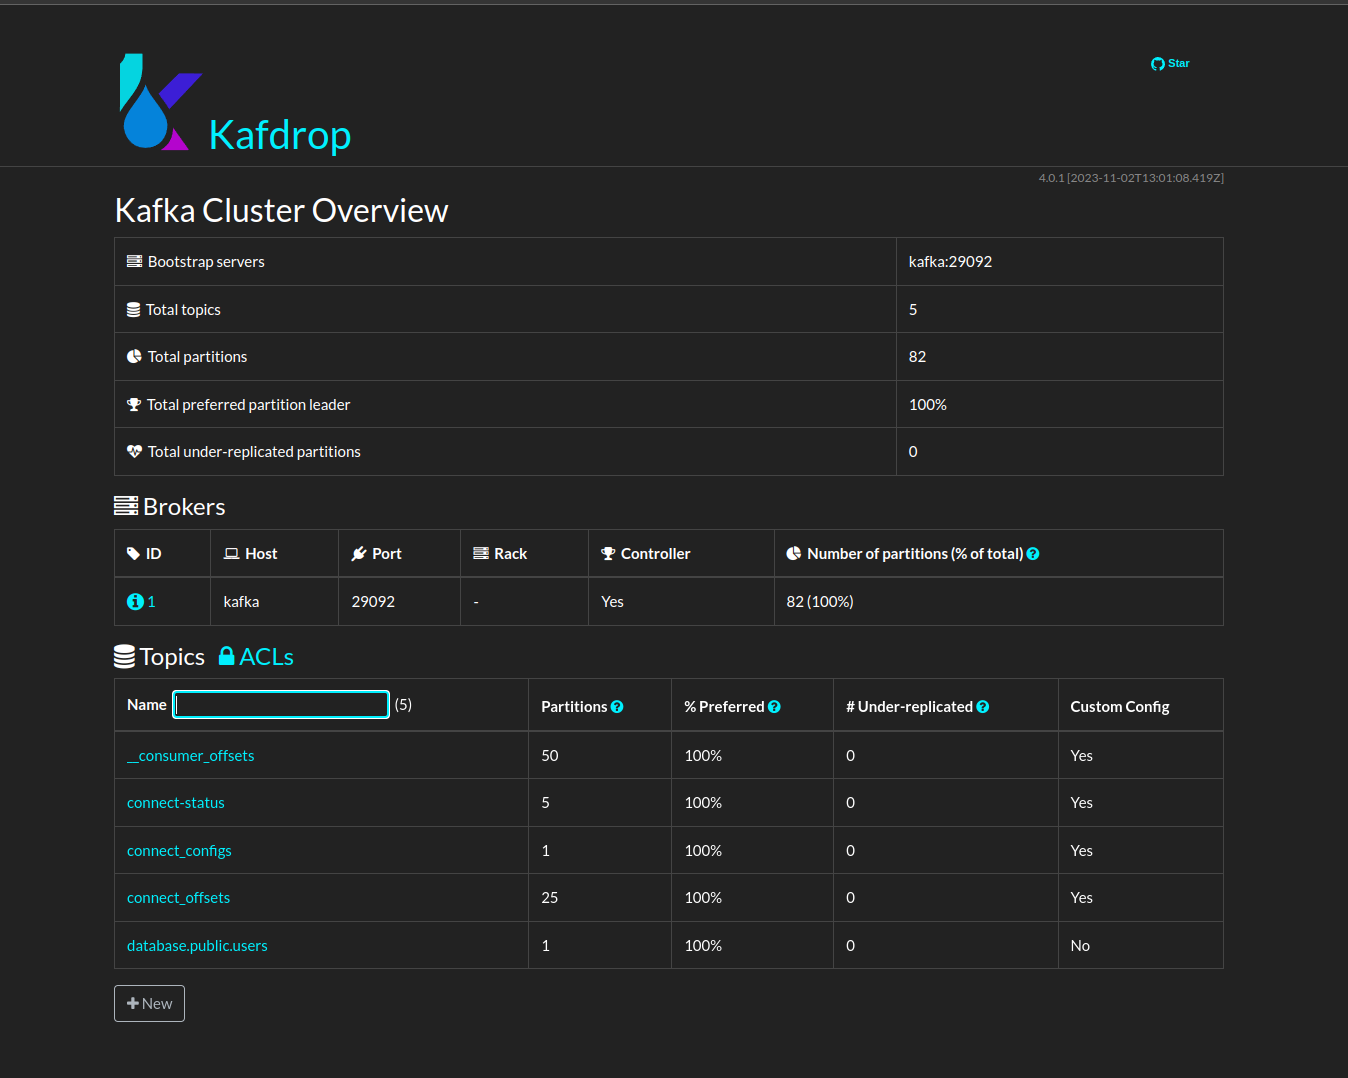 Star
Kafdrop
4.0.1 [2023-11-02T13:01:08.419Z]
Kafka Cluster Overview
Bootstrap servers kafka:29092
Total topics 5
Total partitions 82
Total preferred partition leader 100%
Total under-replicated partitions 0
Brokers
ID Host Port Rack Controller Number of partitions (% of total)
1 kafka 29092 - Yes 82 (100%)
Topics ACLs
Name (5) Partitions % Preferred # Under-replicated Custom Config
__consumer_offsets 50 100% 0 Yes
connect-status 5 100% 0 Yes
connect_configs 1 100% 0 Yes
connect_offsets 25 100% 0 Yes
database.public.users 1 100% 0 No
New